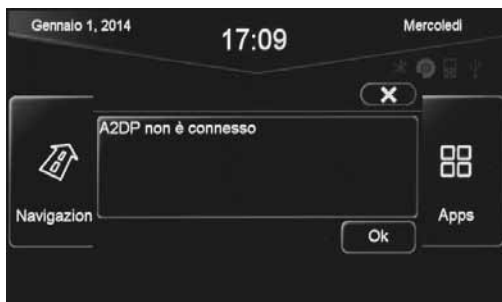 Gennaio 1, 2014
17:09
Mercoledì
A2DP non è connesso
Navigazion
Apps
Ok